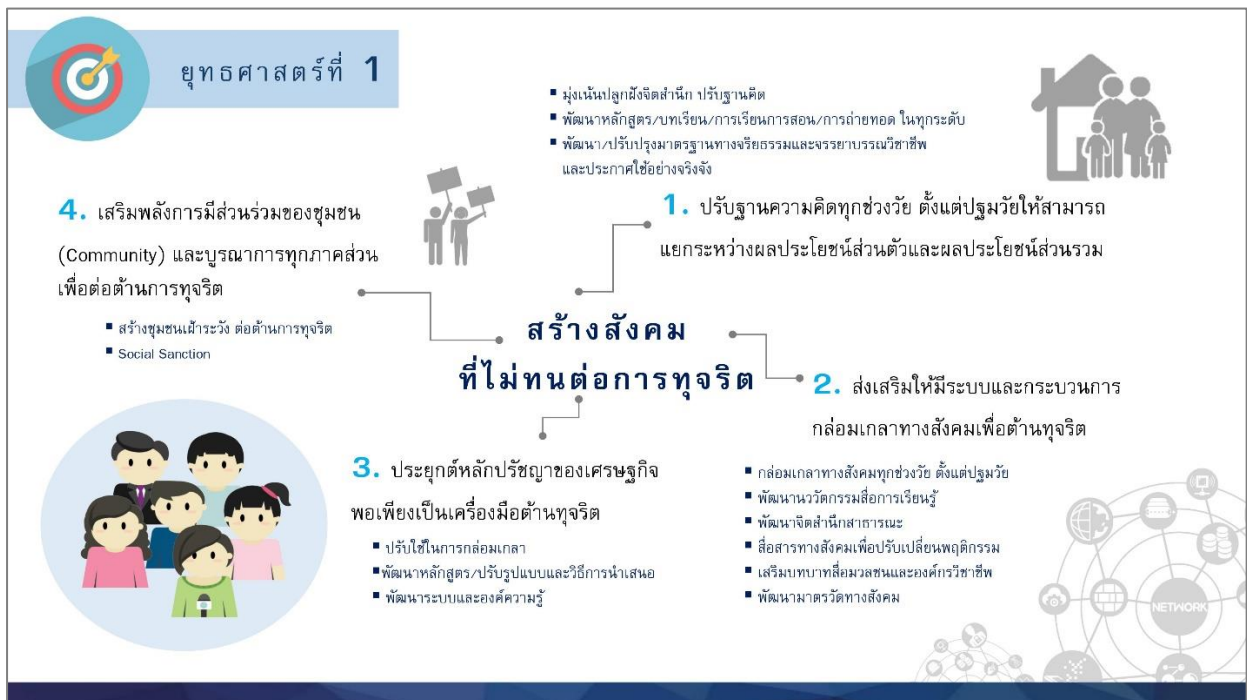 ยุทธศาสตร์ที่ 1
▪ มุ่งเน้นปลูกฝังจิตสำนึก ปรับฐานคิด
▪ พัฒนาหลักสูตร/บทเรียน/การเรียนการสอน/การถ่ายทอด ในทุกระดับ
▪ พัฒนา/ปรับปรุงมาตรฐานทางจริยธรรมและจรรยาบรรณวิชาชีพ
และประกาศใช้อย่างจริงจัง
1. ปรับฐานความคิดทุกช่วงวัย ตั้งแต่ปฐมวัยให้สามารถ
แยกระหว่างผลประโยชน์ส่วนตัวและผลประโยชน์ส่วนรวม
4. เสริมพลังการมีส่วนร่วมของชุมชน
(Community) และบูรณาการทุกภาคส่วน
เพื่อต่อต้านการทุจริต
▪ สร้างชุมชนเฝ้าระวัง ต่อต้านการทุจริต
▪ Social Sanction
สร้างสังคม
ที่ไม่ทนต่อการทุจริต
2. ส่งเสริมให้มีระบบและกระบวนการ
กล่อมเกลาทางสังคมเพื่อต้านทุจริต
▪ กล่อมเกลาทางสังคมทุกช่วงวัย ตั้งแต่ปฐมวัย
▪ พัฒนานวัตกรรมสื่อการเรียนรู้
▪ พัฒนาจิตสำนึกสาธารณะ
▪ สื่อสารทางสังคมเพื่อปรับเปลี่ยนพฤติกรรม
▪ เสริมบทบาทสื่อมวลชนและองค์กรวิชาชีพ
▪ พัฒนามาตรวัดทางสังคม
3. ประยุกต์หลักปรัชญาของเศรษฐกิจ
พอเพียงเป็นเครื่องมือต้านทุจริต
▪ ปรับใช้ในการกล่อมเกลา
▪พัฒนาหลักสูตร/ปรับรูปแบบและวิธีการนำเสนอ
▪ พัฒนาระบบและองค์ความรู้
NETWORK